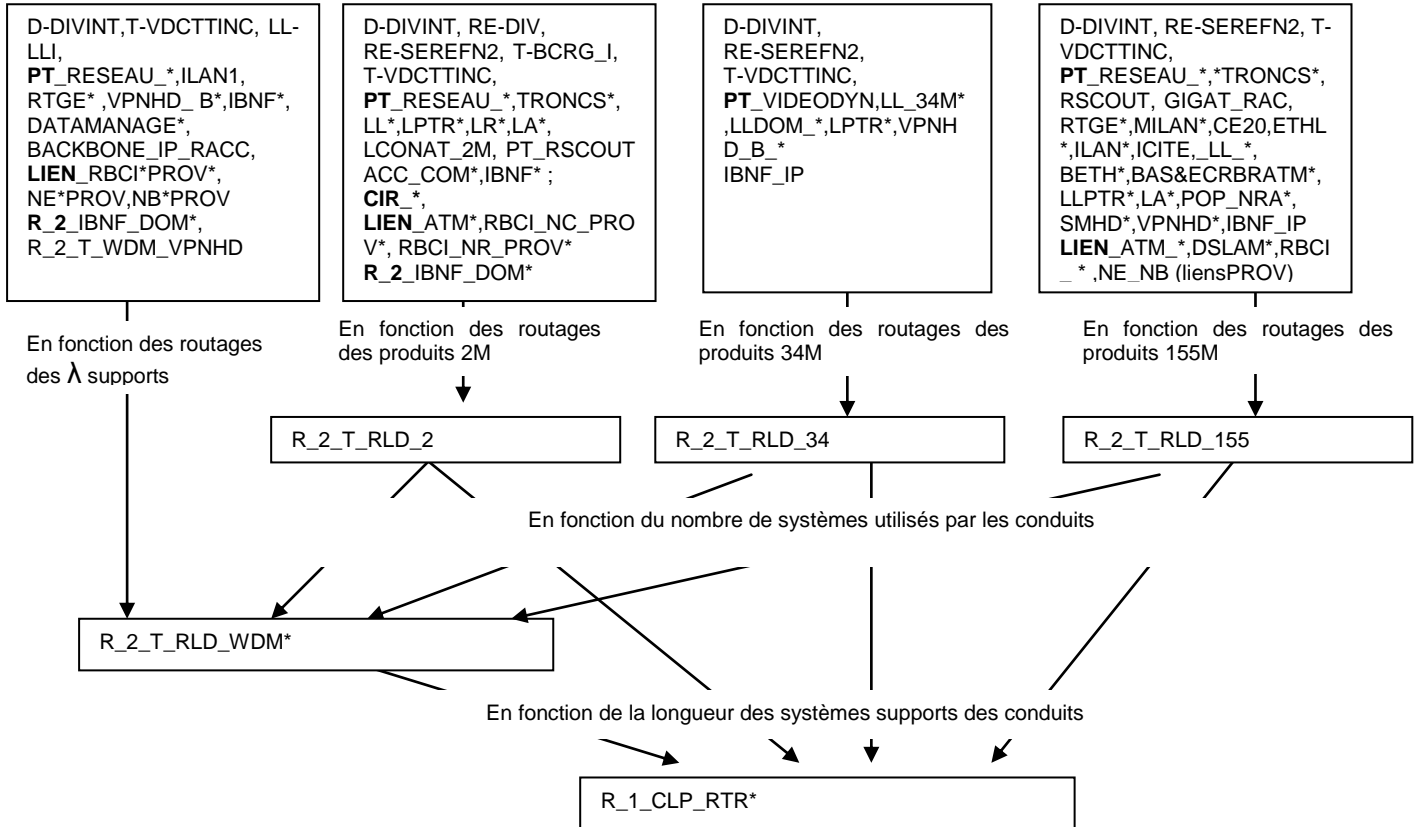 D-DIVINT,T-VDCTTINC, LL-
LLI,
PT_RESEAU_*,ILAN1,
RTGE* ,VPNHD_ B*,IBNF*,
DATAMANAGE*,
BACKBONE_IP_RACC,
LIEN_RBCI*PROV*,
NE*PROV,NB*PROV
R_2_IBNF_DOM*,
R_2_T_WDM_VPNHD
D-DIVINT, RE-DIV,
RE-SEREFN2, T-BCRG_I,
T-VDCTTINC,
PT_RESEAU_*,TRONCS*,
LL*,LPTR*,LR*,LA*,
LCONAT_2M, PT_RSCOUT
ACC_COM*,IBNF* ;
CIR_*,
LIEN_ATM*,RBCI_NC_PRO
V*, RBCI_NR_PROV*
R_2_IBNF_DOM*
D-DIVINT,
RE-SEREFN2,
T-VDCTTINC,
PT_VIDEODYN,LL_34M*
,LLDOM_*,LPTR*,VPNH
D_B_*
IBNF_IP
D-DIVINT, RE-SEREFN2, T-
VDCTTINC,
PT_RESEAU_*,*TRONCS*,
RSCOUT, GIGAT_RAC,
RTGE*,MILAN*,CE20,ETHL
*,ILAN*,ICITE,_LL_*,
BETH*,BAS&ECRBRATM*,
LLPTR*,LA*,POP_NRA*,
SMHD*,VPNHD*,IBNF_IP
LIEN_ATM_*,DSLAM*,RBCI
_* ,NE_NB (liensPROV)
En fonction des routages
des λ supports
En fonction des routages
des produits 2M
En fonction des routages des
produits 34M
En fonction des routages des
produits 155M
R_2_T_RLD_2
R_2_T_RLD_34
R_2_T_RLD_155
En fonction du nombre de systèmes utilisés par les conduits
R_2_T_RLD_WDM*
En fonction de la longueur des systèmes supports des conduits
R_1_CLP_RTR*